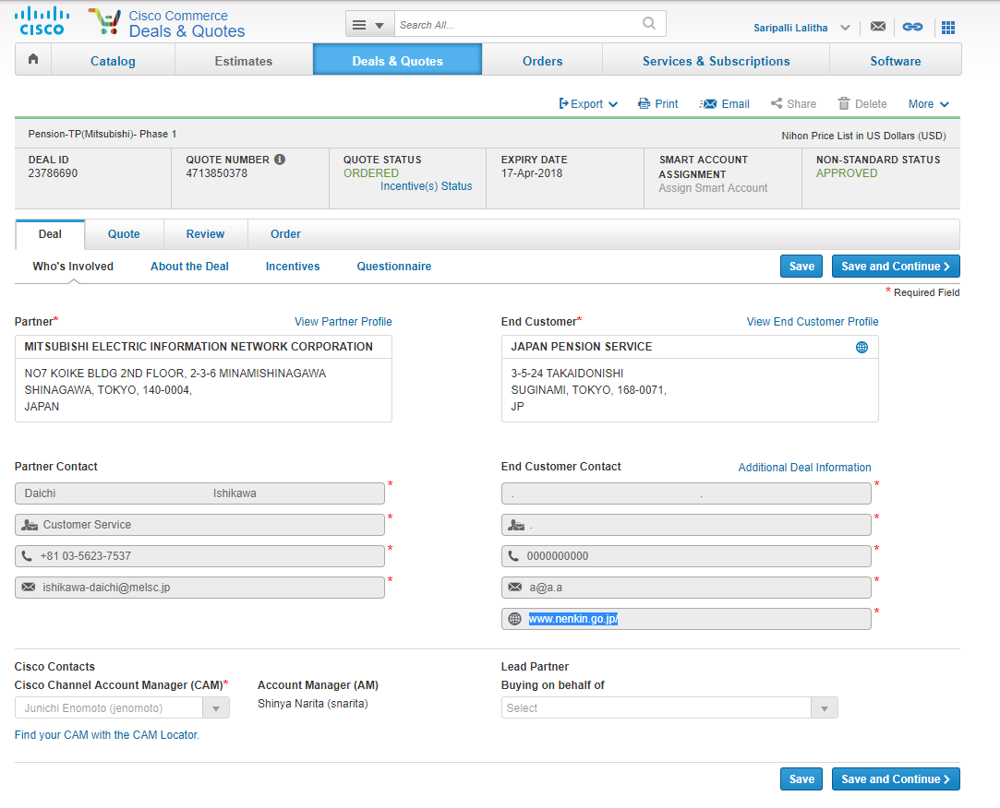 CISCO
Cisco Commerce
Deals & Quotes
Search All...
Saripalli Lalitha
Catalog
Estimates
Deals & Quotes
Orders
Services & Subscriptions
Software
Export
Print
Email
Share
Delete
More
Pension-TP(Mitsubishi)- Phase 1
Nihon Price List in US Dollars (USD)
DEAL ID
23786690
QUOTE NUMBER
4713850378
QUOTE STATUS
ORDERED
Incentive(s) Status
EXPIRY DATE
17-Apr-2018
SMART ACCOUNT
ASSIGNMENT
Assign Smart Account
NON-STANDARD STATUS
APPROVED
Deal
Quote
Review
Order
Who's Involved
About the Deal
Incentives
Questionnaire
Save
Save and Continue >
* Required Field
Partner*
View Partner Profile
MITSUBISHI ELECTRIC INFORMATION NETWORK CORPORATION
NO7 KOIKE BLDG 2ND FLOOR, 2-3-6 MINAMISHINAGAWA
SHINAGAWA, TOKYO, 140-0004,
JAPAN
End Customer*
View End Customer Profile
JAPAN PENSION SERVICE
3-5-24 TAKAIDONISHI
SUGINAMI, TOKYO, 168-0071,
JP
Partner Contact
Daichi Ishikawa *
Customer Service *
+81 03-5623-7537 *
ishikawa-daichi@melsc.jp *
End Customer Contact
Additional Deal Information
. . *
. *
0000000000 *
a@a.a *
www.nenkin.go.jp/ *
Cisco Contacts
Cisco Channel Account Manager (CAM)*
Junichi Enomoto (jenomoto)
Account Manager (AM)
Shinya Narita (snarita)
Find your CAM with the CAM Locator.
Lead Partner
Buying on behalf of
Select
Save
Save and Continue >